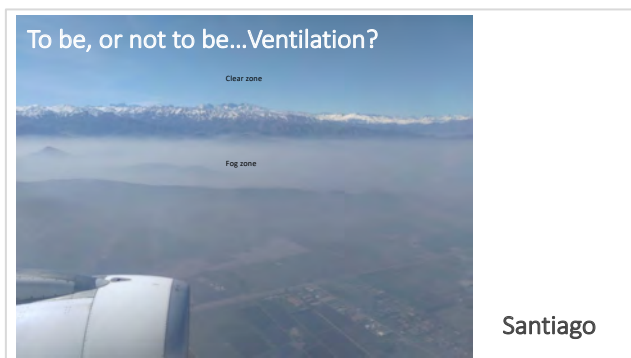 To be, or not to be...Ventilation?
Clear zone
Fog zone
Santiago